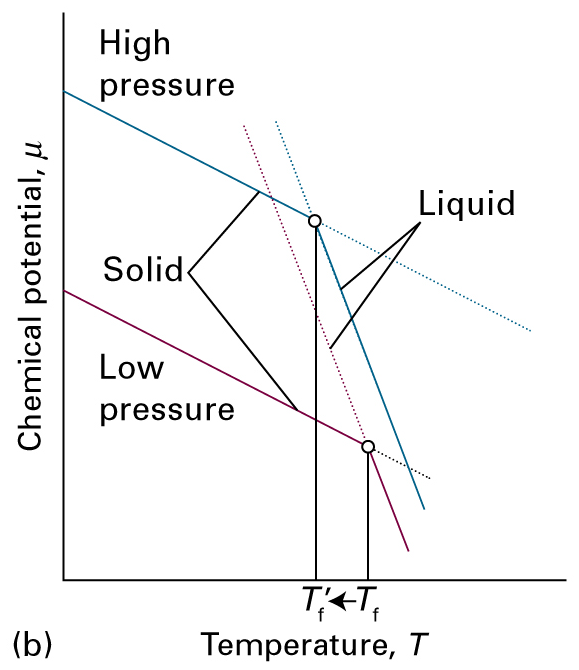 High
pressure
Chemical potential, μ
Liquid
Solid
Low
pressure
T′f←Tf
(b) Temperature, T